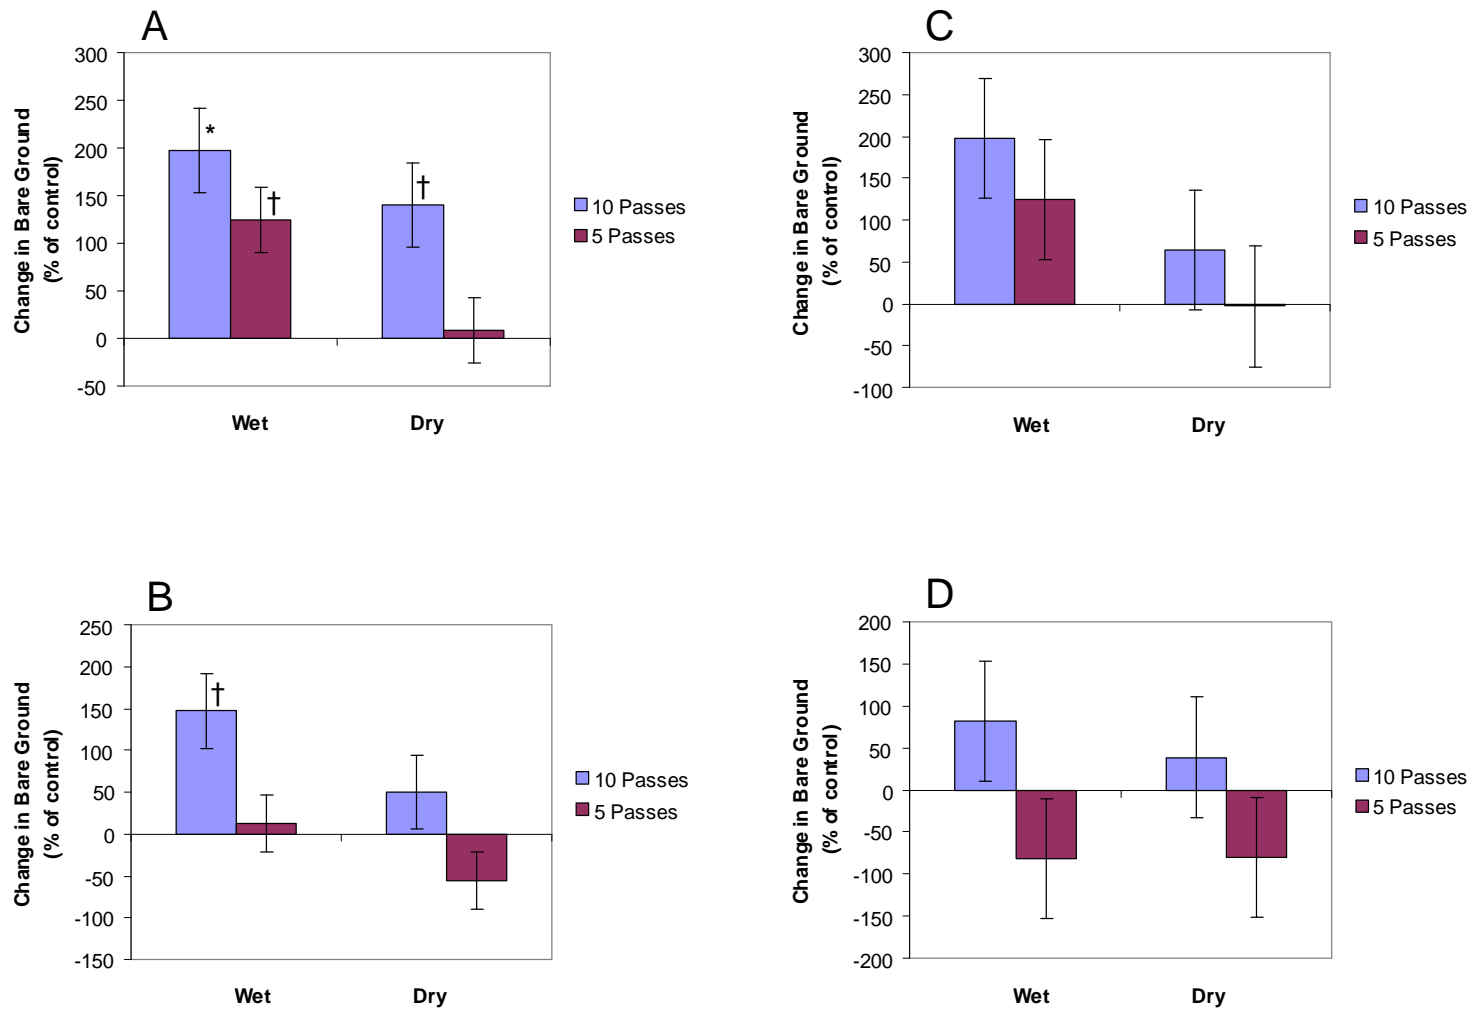 A
300
250
200
150
100
50
0
-50
Change in Bare Ground
(% of control)
*
†
†
Wet
Dry
10 Passes
5 Passes
C
300
250
200
150
100
50
0
-50
-100
Change in Bare Ground
(% of control)
Wet
Dry
10 Passes
5 Passes
B
250
200
150
100
50
0
-50
-100
-150
Change in Bare Ground
(% of control)
†
Wet
Dry
10 Passes
5 Passes
D
200
150
100
50
0
-50
-100
-150
-200
Change in Bare Ground
(% of control)
Wet
Dry
10 Passes
5 Passes